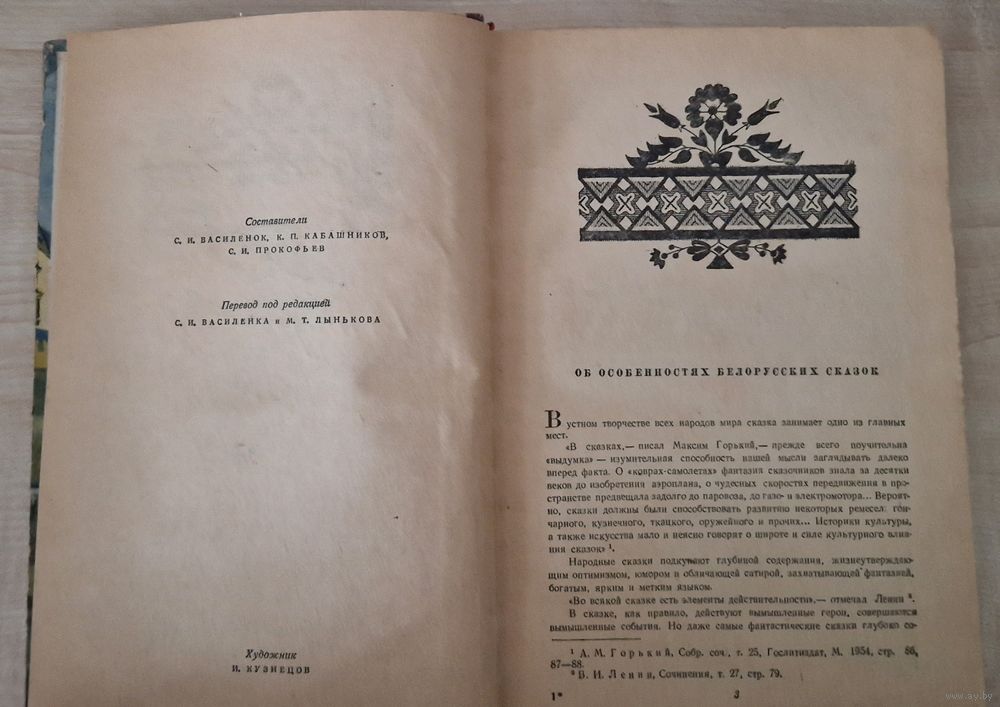 Составители
С. И. ВАСИЛЕНОК, К. П. КАБАШНИКОВ,
С. И. ПРОКОФЬЕВ
Перевод под редакцией
С. И. ВАСИЛЕНКА и М. Т. ЛЫНЬКОВА
Художник
И. КУЗНЕЦОВ
ОБ ОСОБЕННОСТЯХ БЕЛОРУССКИХ СКАЗОК
В устном творчестве всех народов мира сказка занимает одно из главных
мест.
«В сказках,— писал Максим Горький,— прежде всего поучительна
«выдумка» — изумительная способность нашей мысли заглядывать далеко
вперед факта. О «коврах-самолетах» фантазия сказочников знала за десятки
веков до изобретения аэроплана, о чудесных скоростях передвижения в про-
странстве предвещала задолго до паровоза, до газо- и электромотора... Вероят-
но, сказки должны были способствовать развитию некоторых ремесел: гон-
чарного, кузнечного, ткацкого, оружейного и прочих... Историки культуры,
а также искусства мало и неясно говорят о широте и силе культурного влия-
ния сказок» ¹.
Народные сказки подкупают глубиной содержания, жизнеутверждаю-
щим оптимизмом, юмором и обличающей сатирой, захватывающей фантазией,
богатым, ярким и метким языком.
«Во всякой сказке есть элементы действительности»,— отмечал Ленин ².
В сказке, как правило, действуют вымышленные герои, совершаются
вымышленные события. Но даже самые фантастические сказки глубоко со-
¹ А. М. Горький, Собр. соч., т. 25, Гослитиздат, М. 1954, стр. 86,
87—88.
² В. И. Ленин, Сочинения, т. 27, стр. 79.
1* 3
www.ay.by